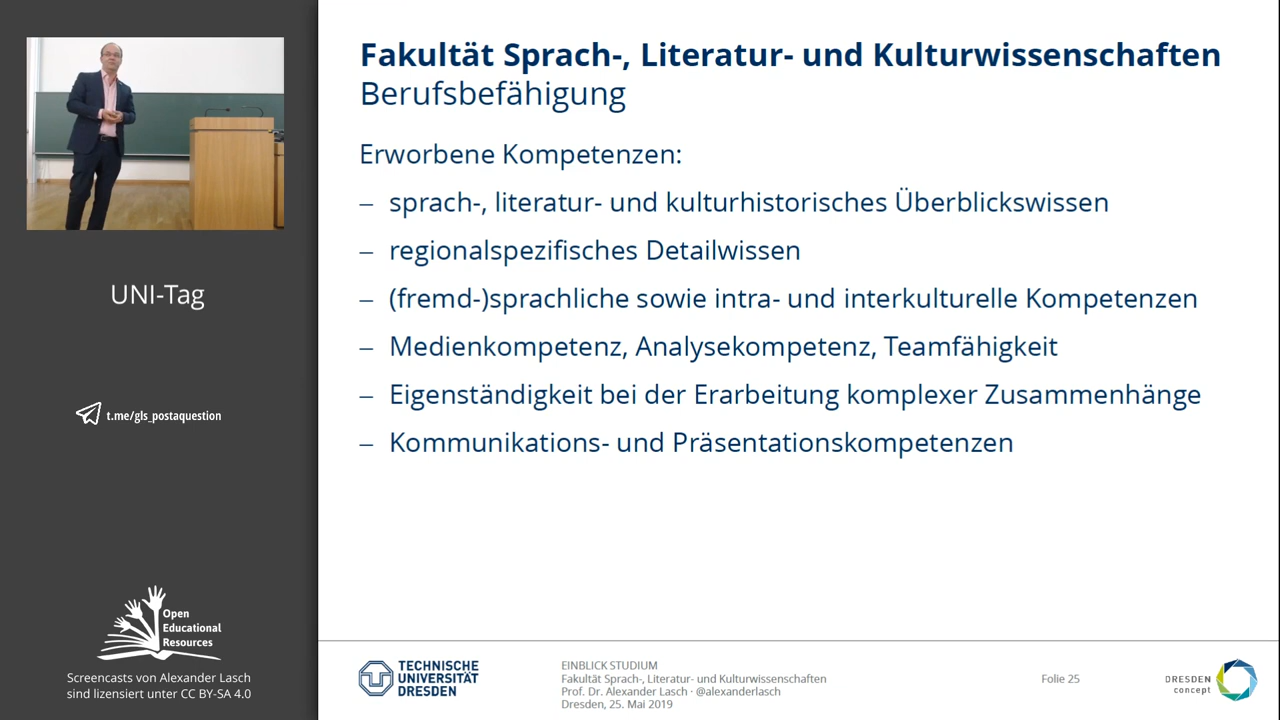 Fakultät Sprach-, Literatur- und Kulturwissenschaften
Berufsbefähigung
Erworbene Kompetenzen:
– sprach-, literatur- und kulturhistorisches Überblickswissen
– regionalspezifisches Detailwissen
– (fremd-)sprachliche sowie intra- und interkulturelle Kompetenzen
– Medienkompetenz, Analysekompetenz, Teamfähigkeit
– Eigenständigkeit bei der Erarbeitung komplexer Zusammenhänge
– Kommunikations- und Präsentationskompetenzen
UNI-Tag
t.me/gls_postaquestion
Open
Educational
Resources
Screencasts von Alexander Lasch
sind lizensiert unter CC BY-SA 4.0
TECHNISCHE
UNIVERSITÄT
DRESDEN
EINBLICK STUDIUM
Fakultät Sprach-, Literatur- und Kulturwissenschaften
Prof. Dr. Alexander Lasch · @alexanderlasch
Dresden, 25. Mai 2019
Folie 25
DRESDEN
concept